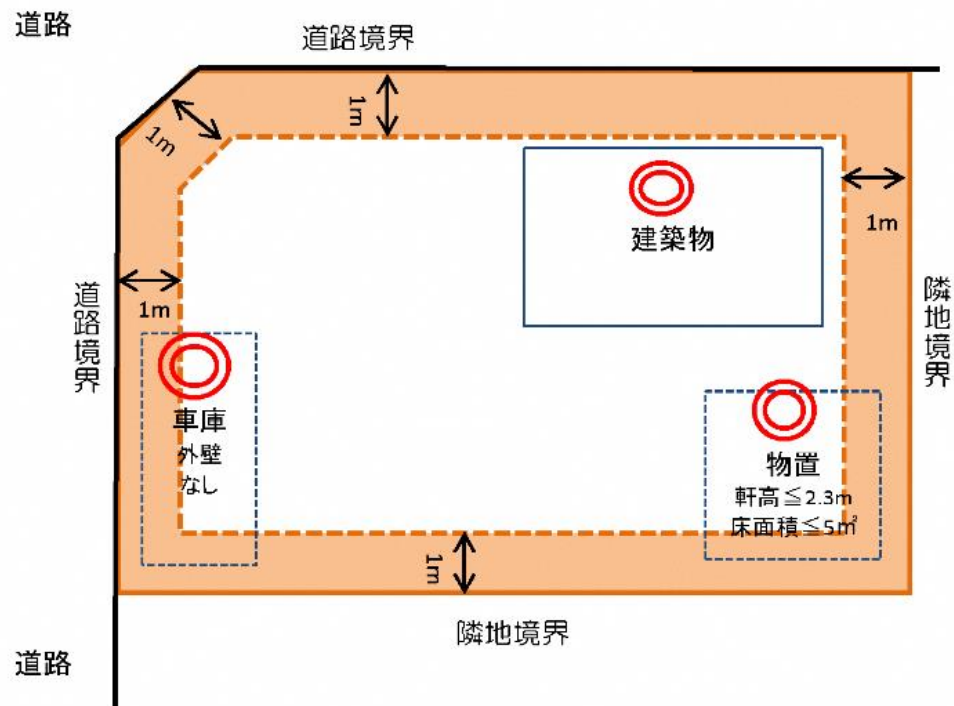 道路
道路境界
1m
1m
建築物
1m
1m
道路境界
隣地境界
車庫
外壁
なし
物置
軒高≦2.3m
床面積≦5㎡
1m
隣地境界
道路